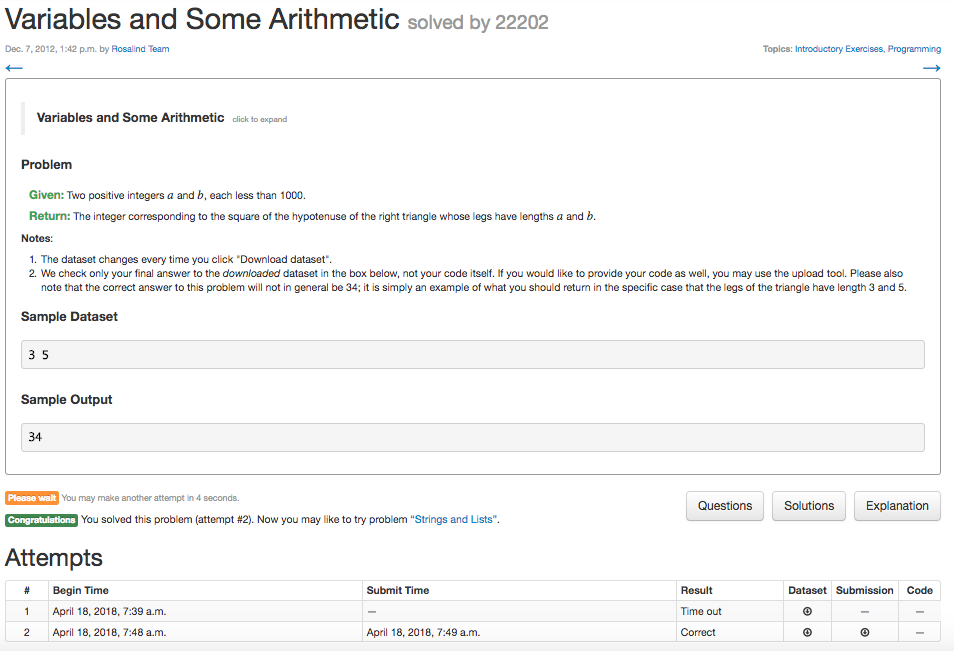 Variables and Some Arithmetic solved by 22202
Dec. 7, 2012, 1:42 p.m. by Rosalind Team Topics: Introductory Exercises, Programming
← →
Variables and Some Arithmetic click to expand
Problem
Given: Two positive integers a and b, each less than 1000.
Return: The integer corresponding to the square of the hypotenuse of the right triangle whose legs have lengths a and b.
Notes:
1. The dataset changes every time you click "Download dataset".
2. We check only your final answer to the downloaded dataset in the box below, not your code itself. If you would like to provide your code as well, you may use the upload tool. Please also
note that the correct answer to this problem will not in general be 34; it is simply an example of what you should return in the specific case that the legs of the triangle have length 3 and 5.
Sample Dataset
3 5
Sample Output
34
Please wait You may make another attempt in 4 seconds.
Congratulations You solved this problem (attempt #2). Now you may like to try problem “Strings and Lists”.
Questions Solutions Explanation
Attempts
# Begin Time Submit Time Result Dataset Submission Code
1 April 18, 2018, 7:39 a.m. — Time out — —
2 April 18, 2018, 7:48 a.m. April 18, 2018, 7:49 a.m. Correct —